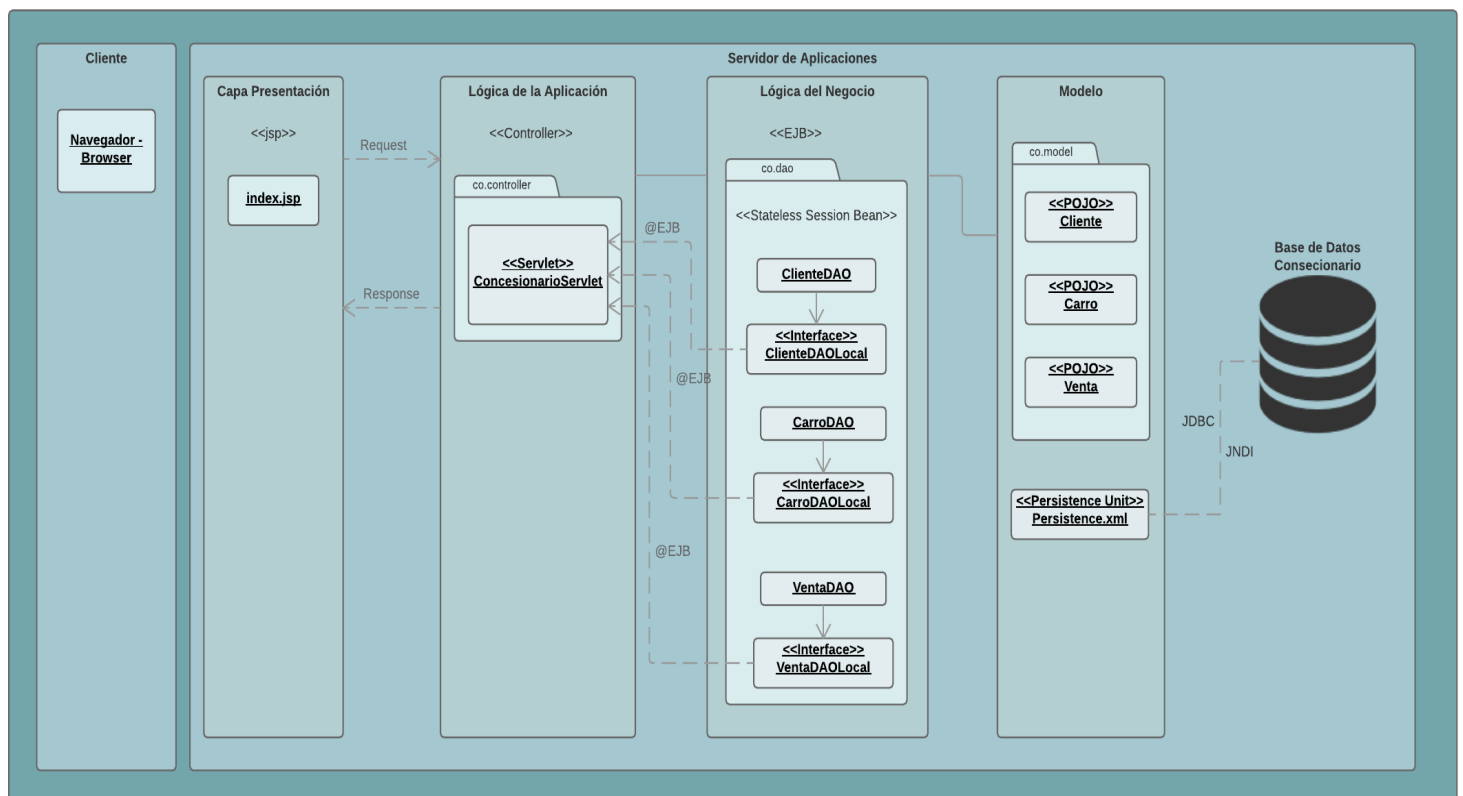 Cliente
Navegador -
Browser
Servidor de Aplicaciones
Capa Presentación
<<jsp>>
index.jsp
Request
Response
Lógica de la Aplicación
<<Controller>>
co.controller
<<Servlet>>
ConcesionarioServlet
@EJB
@EJB
@EJB
Lógica del Negocio
<<EJB>>
co.dao
<<Stateless Session Bean>>
ClienteDAO
<<Interface>>
ClienteDAOLocal
CarroDAO
<<Interface>>
CarroDAOLocal
VentaDAO
<<Interface>>
VentaDAOLocal
Modelo
co.model
<<POJO>>
Cliente
<<POJO>>
Carro
<<POJO>>
Venta
<<Persistence Unit>>
Persistence.xml
JDBC
JNDI
Base de Datos
Consecionario